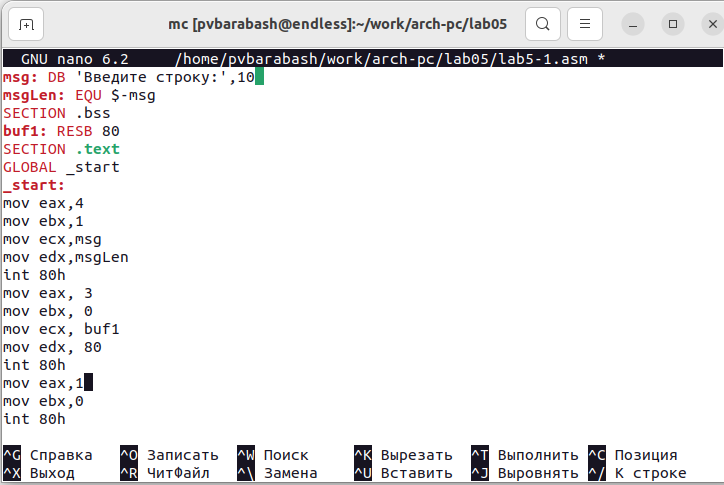 mc [pvbarabash@endless]:~/work/arch-pc/lab05
GNU nano 6.2 /home/pvbarabash/work/arch-pc/lab05/lab5-1.asm *
msg: DB 'Введите строку:',10
msgLen: EQU $-msg
SECTION .bss
buf1: RESB 80
SECTION .text
GLOBAL _start
_start:
mov eax,4
mov ebx,1
mov ecx,msg
mov edx,msgLen
int 80h
mov eax, 3
mov ebx, 0
mov ecx, buf1
mov edx, 80
int 80h
mov eax,1
mov ebx,0
int 80h
^G Справка ^O Записать ^W Поиск ^K Вырезать ^T Выполнить ^C Позиция
^X Выход ^R ЧитФайл ^\ Замена ^U Вставить ^J Выровнять ^/ К строке